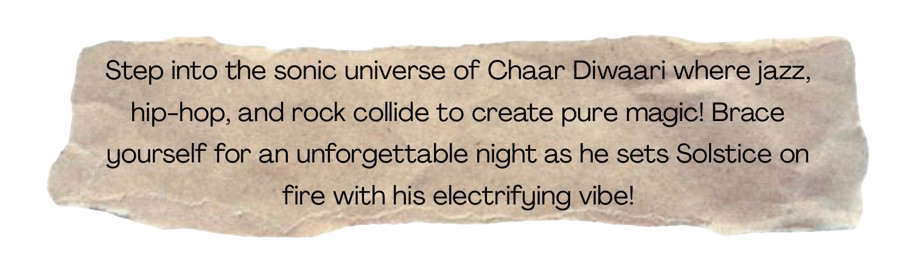 Step into the sonic universe of Chaar Diwaari where jazz,
hip-hop, and rock collide to create pure magic! Brace
yourself for an unforgettable night as he sets Solstice on
fire with his electrifying vibe!